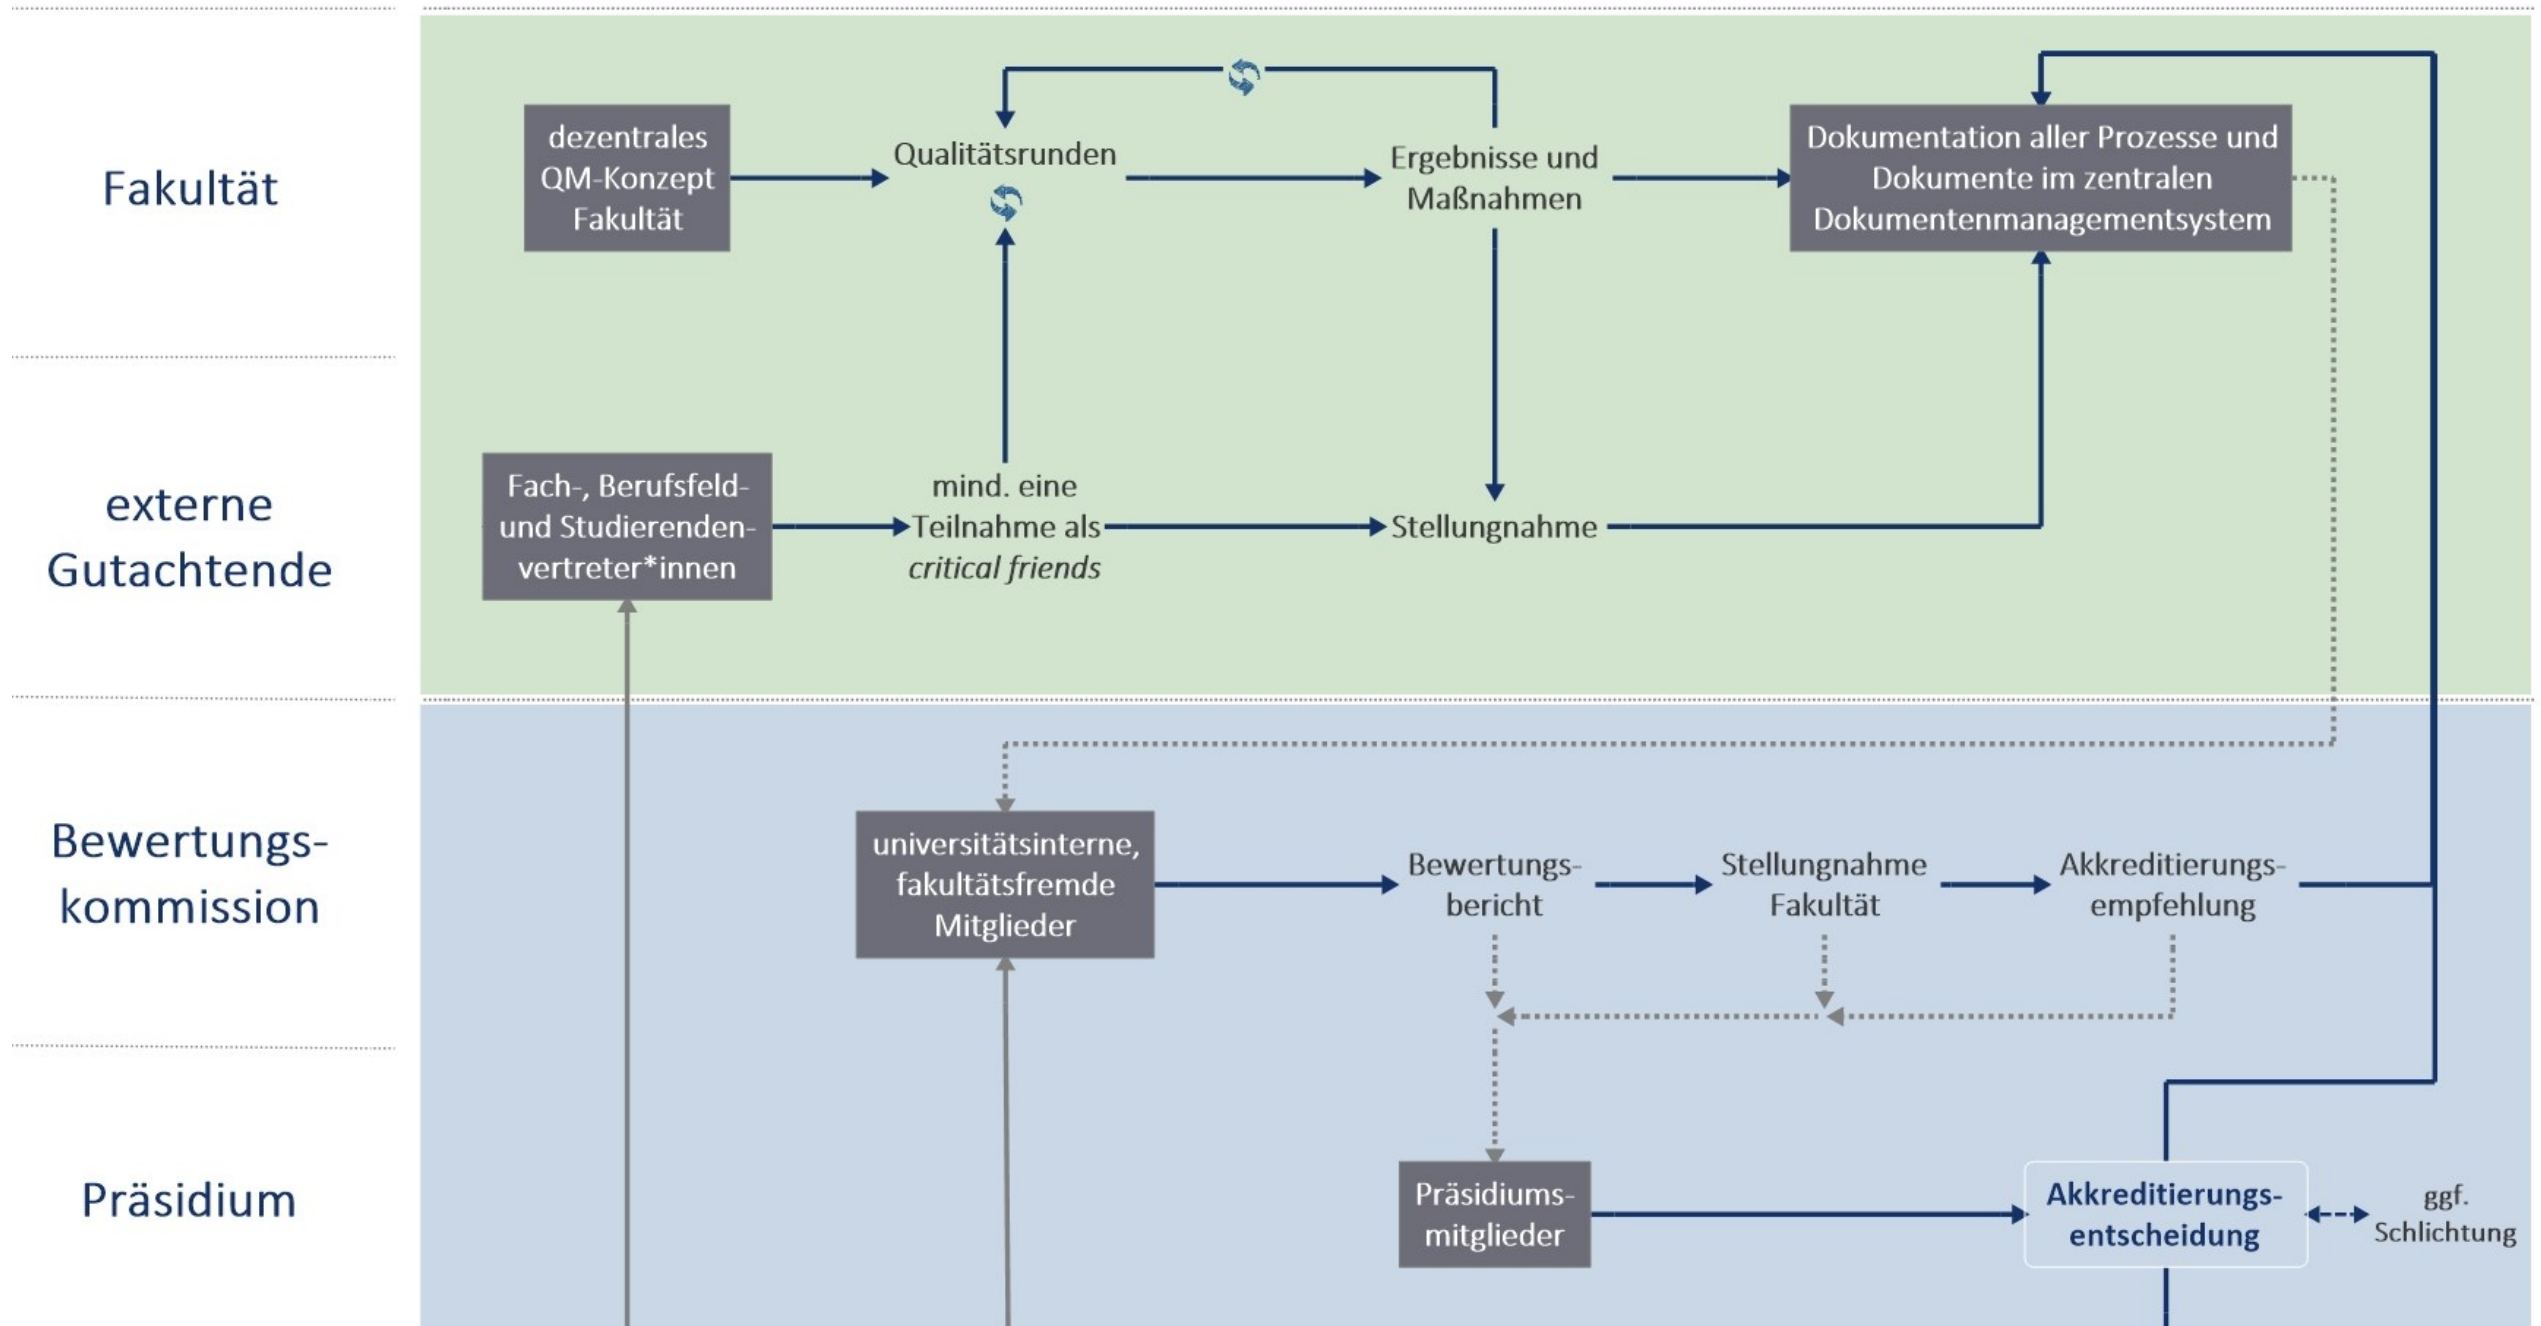 Fakultät
dezentrales
QM-Konzept
Fakultät
Qualitätsrunden
Ergebnisse und
Maßnahmen
Dokumentation aller Prozesse und
Dokumente im zentralen
Dokumentenmanagementsystem
externe
Gutachtende
Fach-, Berufsfeld-
und Studierenden-
vertreter*innen
mind. eine
Teilnahme als
critical friends
Stellungnahme
Bewertungs-
kommission
universitätsinterne,
fakultätsfremde
Mitglieder
Bewertungs-
bericht
Stellungnahme
Fakultät
Akkreditierungs-
empfehlung
Präsidium
Präsidiums-
mitglieder
Akkreditierungs-
entscheidung
ggf.
Schlichtung